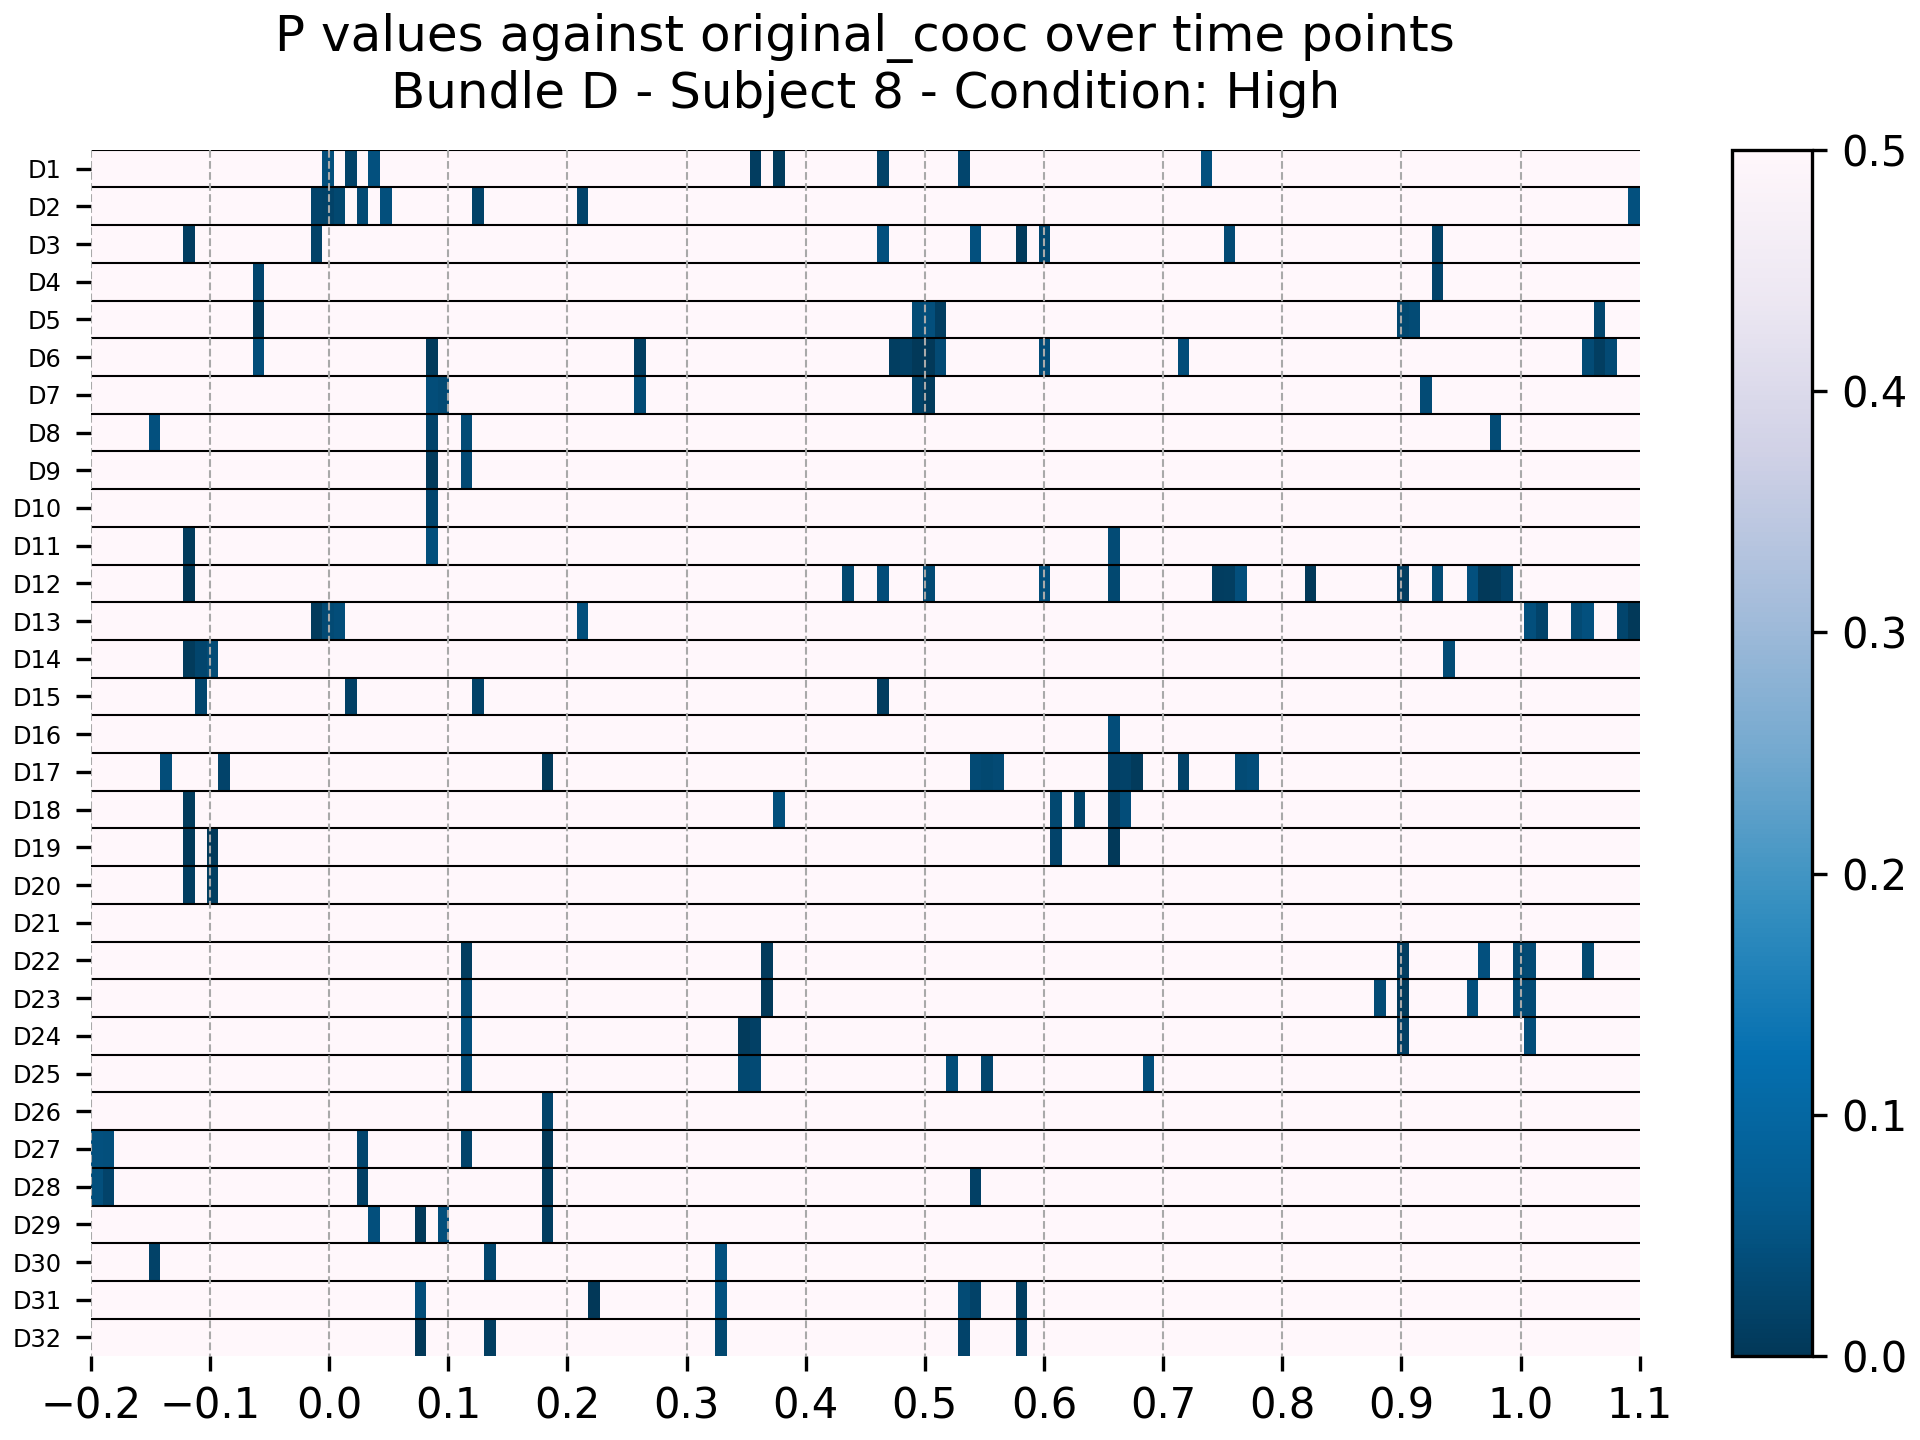 P values against original_cooc over time points
Bundle D - Subject 8 - Condition: High
D1
D2
D3
D4
D5
D6
D7
D8
D9
D10
D11
D12
D13
D14
D15
D16
D17
D18
D19
D20
D21
D22
D23
D24
D25
D26
D27
D28
D29
D30
D31
D32
−0.2 −0.1 0.0 0.1 0.2 0.3 0.4 0.5 0.6 0.7 0.8 0.9 1.0 1.1
0.5
0.4
0.3
0.2
0.1
0.0